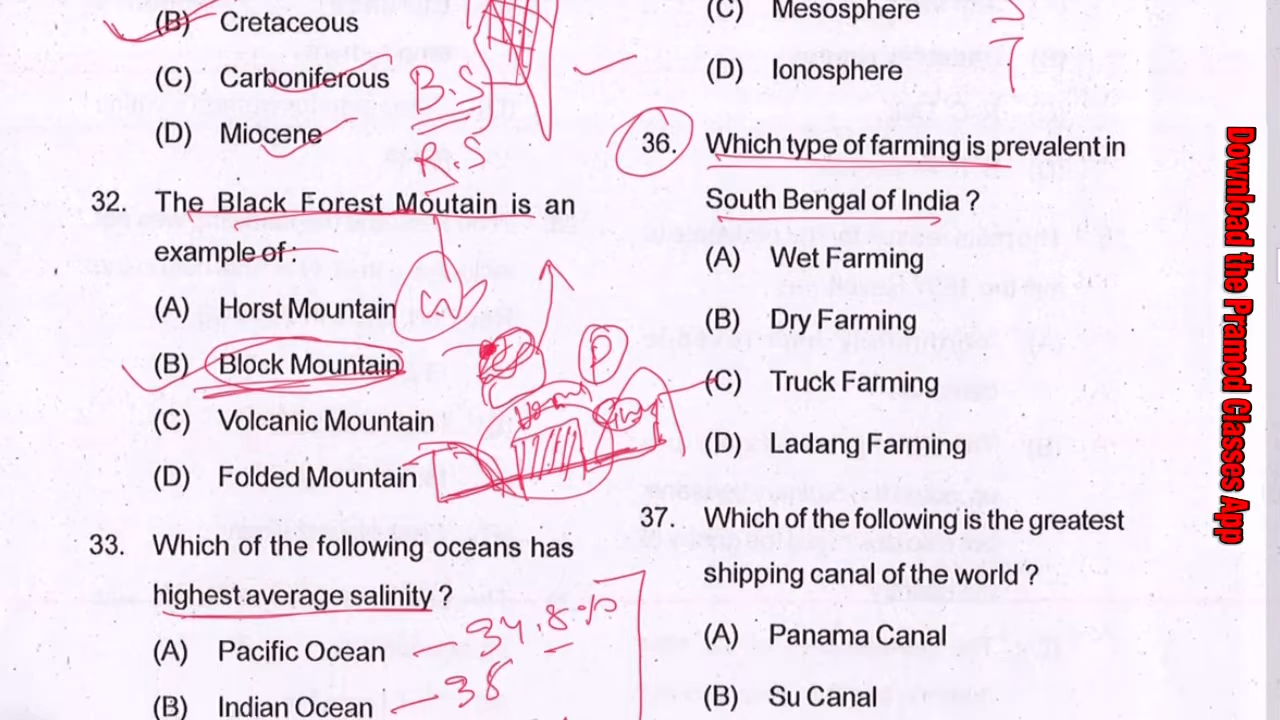 (B) Cretaceous
(C) Carboniferous
(D) Miocene
B.S
R.S
32. The Black Forest Moutain is an
example of :
(A) Horst Mountain
(B) Block Mountain
(C) Volcanic Mountain
(D) Folded Mountain
33. Which of the following oceans has
highest average salinity ?
(A) Pacific Ocean
34.85
(B) Indian Ocean
(C) Mesosphere
(D) Ionosphere
36. Which type of farming is prevalent in
South Bengal of India ?
(A) Wet Farming
(B) Dry Farming
(C) Truck Farming
(D) Ladang Farming
37. Which of the following is the greatest
shipping canal of the world ?
(A) Panama Canal
(B) Su Canal
Download the Pramod Classes App